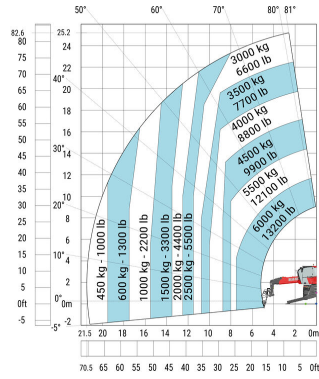 50° 60° 70° 80° 81°
82.6 25.2
80 24
75
70 22
65 20
40°
60 18
55
50 16
45 14
30°
40 12
35
20°
30 10
25 8
20 6
10°
15 4
10
5 2
0ft 0° 0m
-5 -5° -2
3000 kg
6600 lb
3500 kg
7700 lb
4000 kg
8800 lb
4500 kg
9900 lb
5500 kg
12100 lb
6000 kg
13200 lb
450 kg - 1000 lb
600 kg - 1300 lb
1000 kg - 2200 lb
1500 kg - 3300 lb
2000 kg - 4400 lb
2500 kg - 5500 lb
21.5 20 18 16 14 12 10 8 6 4 2 0m
70.5 65 60 55 50 45 40 35 30 25 20 15 10 5 0ft